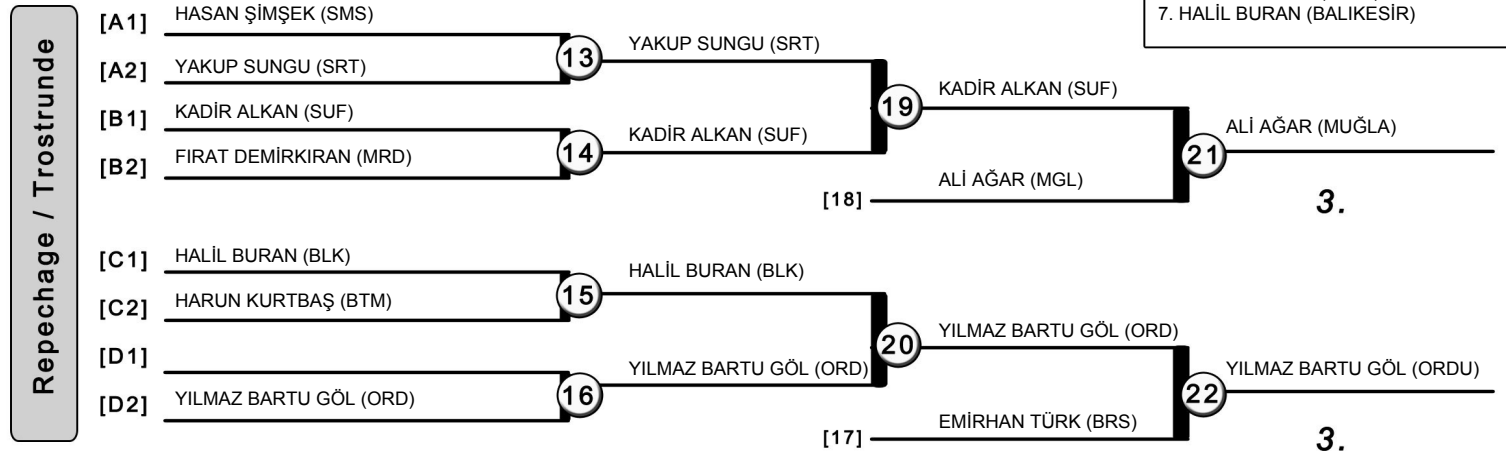 7. HALİL BURAN (BALIKESİR)
Repechage / Trostrunde
[A1] HASAN ŞİMŞEK (SMS)
[A2] YAKUP SUNGU (SRT)
13
YAKUP SUNGU (SRT)
[B1] KADİR ALKAN (SUF)
[B2] FIRAT DEMİRKIRAN (MRD)
14
KADİR ALKAN (SUF)
19
KADİR ALKAN (SUF)
[18] ALİ AĞAR (MGL)
21
ALİ AĞAR (MUĞLA)
3.
[C1] HALİL BURAN (BLK)
[C2] HARUN KURTBAŞ (BTM)
15
HALİL BURAN (BLK)
[D1]
[D2] YILMAZ BARTU GÖL (ORD)
16
YILMAZ BARTU GÖL (ORD)
20
YILMAZ BARTU GÖL (ORD)
[17] EMİRHAN TÜRK (BRS)
22
YILMAZ BARTU GÖL (ORDU)
3.